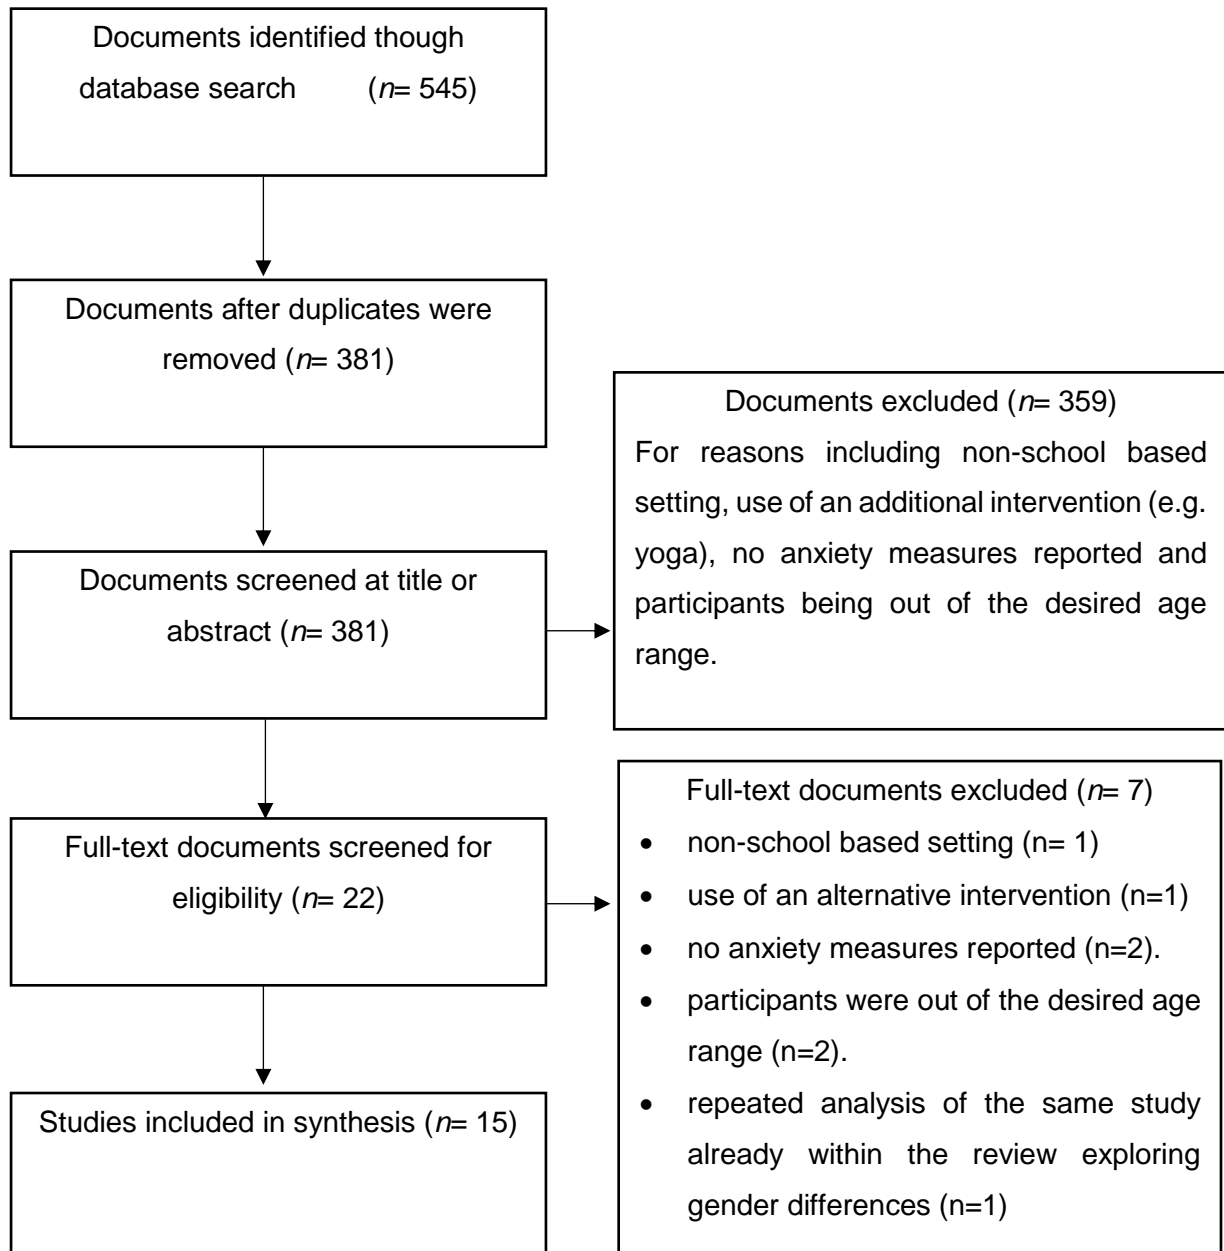 Documents identified though
database search (n= 545)
Documents after duplicates were
removed (n= 381)
Documents excluded (n= 359)
For reasons including non-school based
setting, use of an additional intervention (e.g.
yoga), no anxiety measures reported and
participants being out of the desired age
range.
Documents screened at title or
abstract (n= 381)
Full-text documents excluded (n= 7)
• non-school based setting (n= 1)
• use of an alternative intervention (n=1)
• no anxiety measures reported (n=2).
• participants were out of the desired age
range (n=2).
• repeated analysis of the same study
already within the review exploring
gender differences (n=1)
Full-text documents screened for
eligibility (n= 22)
Studies included in synthesis (n= 15)